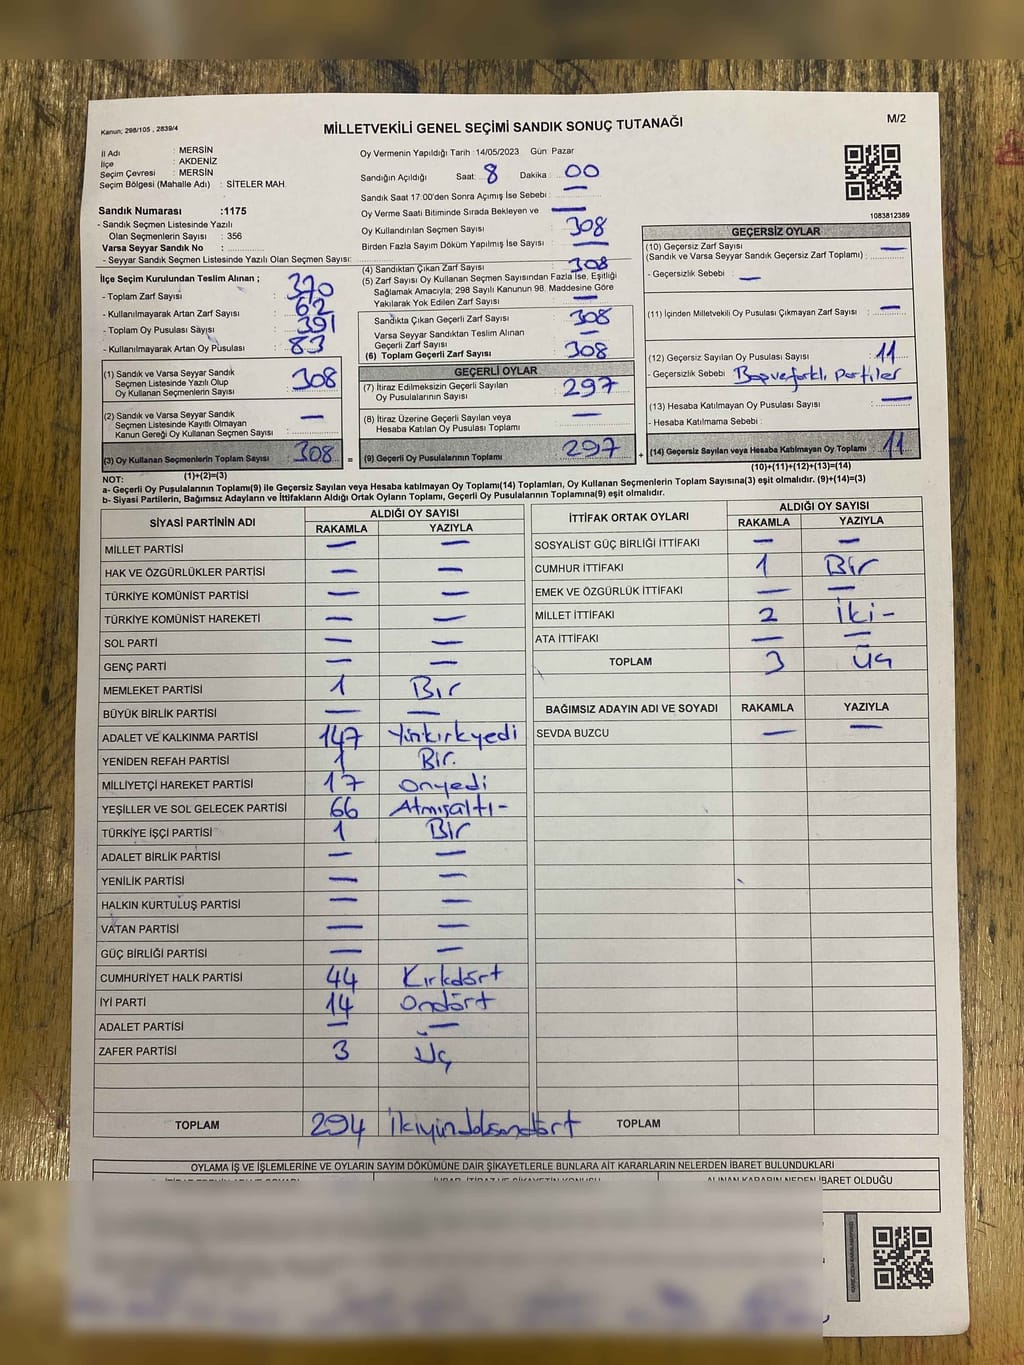 Kanun; 298/105 , 2839/4
MİLLETVEKİLİ GENEL SEÇİMİ SANDIK SONUÇ TUTANAĞI
M/2
İl Adı : MERSİN
İlçe : AKDENİZ
Seçim Çevresi : MERSİN
Seçim Bölgesi (Mahalle Adı) : SİTELER MAH.
Sandık Numarası :1175
- Sandık Seçmen Listesinde Yazılı
Olan Seçmenlerin Sayısı : 356
Varsa Seyyar Sandık No :
- Seyyar Sandık Seçmen Listesinde Yazılı Olan Seçmen Sayısı:
Oy Vermenin Yapıldığı Tarih :14/05/2023 Gün: Pazar
Sandığın Açıldığı Saat: 8 Dakika : 00
Sandık Saat 17:00'den Sonra Açımış İse Sebebi : —
Oy Verme Saati Bitiminde Sırada Bekleyen ve —
Oy Kullandırılan Seçmen Sayısı : 308
Birden Fazla Sayım Döküm Yapılmış İse Sayısı : —
1083812389
İlçe Seçim Kurulundan Teslim Alınan ;
- Toplam Zarf Sayısı : 370
- Kullanılmayarak Artan Zarf Sayısı : 62
- Toplam Oy Pusulası Sayısı : 391
- Kullanılmayarak Artan Oy Pusulası : 83
(1) Sandık ve Varsa Seyyar Sandık
Seçmen Listesinde Yazılı Olup
Oy Kullanan Seçmenlerin Sayısı : 308
(2) Sandık ve Varsa Seyyar Sandık
Seçmen Listesinde Kayıtlı Olmayan
Kanun Gereği Oy Kullanan Seçmen Sayısı : —
(3) Oy Kullanan Seçmenlerin Toplam Sayısı : 308 =
(1)+(2)=(3)
(4) Sandıktan Çıkan Zarf Sayısı : 308
(5) Zarf Sayısı Oy Kullanan Seçmen Sayısından Fazla İse, Eşitliği
Sağlamak Amacıyla; 298 Sayılı Kanunun 98. Maddesine Göre
Yakılarak Yok Edilen Zarf Sayısı : —
Sandıkta Çıkan Geçerli Zarf Sayısı : 308
Varsa Seyyar Sandıktan Teslim Alınan
Geçerli Zarf Sayısı : —
(6) Toplam Geçerli Zarf Sayısı : 308
GEÇERLİ OYLAR
(7) İtiraz Edilmeksizin Geçerli Sayılan
Oy Pusulalarının Sayısı : 297
(8) İtiraz Üzerine Geçerli Sayılan veya
Hesaba Katılan Oy Pusulası Toplamı : —
(9) Geçerli Oy Pusulalarının Toplamı : 297 +
GEÇERSİZ OYLAR
(10) Geçersiz Zarf Sayısı —
(Sandık ve Varsa Seyyar Sandık Geçersiz Zarf Toplamı) :
- Geçersizlik Sebebi : —
(11) İçinden Milletvekili Oy Pusulası Çıkmayan Zarf Sayısı : —
(12) Geçersiz Sayılan Oy Pusulası Sayısı : 11
- Geçersizlik Sebebi : Boş ve farklı partiler
(13) Hesaba Katılmayan Oy Pusulası Sayısı : —
- Hesaba Katılmama Sebebi :
(14) Geçersiz Sayılan veya Hesaba Katılmayan Oy Toplamı : 11
(10)+(11)+(12)+(13)=(14)
NOT:
a- Geçerli Oy Pusulalarının Toplamı(9) ile Geçersiz Sayılan veya Hesaba katılmayan Oy Toplamı(14) Toplamları, Oy Kullanan Seçmenlerin Toplam Sayısına(3) eşit olmalıdır. (9)+(14)=(3)
b- Siyasi Partilerin, Bağımsız Adayların ve İttifakların Aldığı Ortak Oyların Toplamı, Geçerli Oy Pusulalarının Toplamına(9) eşit olmalıdır.
SİYASİ PARTİNİN ADI ALDIĞI OY SAYISI
RAKAMLA YAZIYLA
MİLLET PARTİSİ — —
HAK VE ÖZGÜRLÜKLER PARTİSİ — —
TÜRKİYE KOMÜNİST PARTİSİ — —
TÜRKİYE KOMÜNİST HAREKETİ — —
SOL PARTİ — —
GENÇ PARTİ — —
MEMLEKET PARTİSİ 1 Bir
BÜYÜK BİRLİK PARTİSİ — —
ADALET VE KALKINMA PARTİSİ 147 Yüzkırkyedi
YENİDEN REFAH PARTİSİ 1 Bir.
MİLLİYETÇİ HAREKET PARTİSİ 17 onyedi
YEŞİLLER VE SOL GELECEK PARTİSİ 66 Atmışaltı-
TÜRKİYE İŞÇİ PARTİSİ 1 Bir
ADALET BİRLİK PARTİSİ — —
YENİLİK PARTİSİ — —
HALKIN KURTULUŞ PARTİSİ — —
VATAN PARTİSİ — —
GÜÇ BİRLİĞİ PARTİSİ — —
CUMHURİYET HALK PARTİSİ 44 Kırkdört
İYİ PARTİ 14 Ondört
ADALET PARTİSİ — —
ZAFER PARTİSİ 3 Üç
TOPLAM 294
İTTİFAK ORTAK OYLARI ALDIĞI OY SAYISI
RAKAMLA YAZIYLA
SOSYALİST GÜÇ BİRLİĞİ İTTİFAKI — —
CUMHUR İTTİFAKI 1 Bir
EMEK VE ÖZGÜRLÜK İTTİFAKI — —
MİLLET İTTİFAKI 2 İki-
ATA İTTİFAKI — —
TOPLAM 3 Üç
BAĞIMSIZ ADAYIN ADI VE SOYADI RAKAMLA YAZIYLA
SEVDA BUZCU — —
TOPLAM
OYLAMA İŞ VE İŞLEMLERİNE VE OYLARIN SAYIM DÖKÜMÜNE DAİR ŞİKAYETLERLE BUNLARA AİT KARARLARIN NELERDEN İBARET BULUNDUKLARI
ALINAN KARARIN NEDEN İBARET OLDUĞU